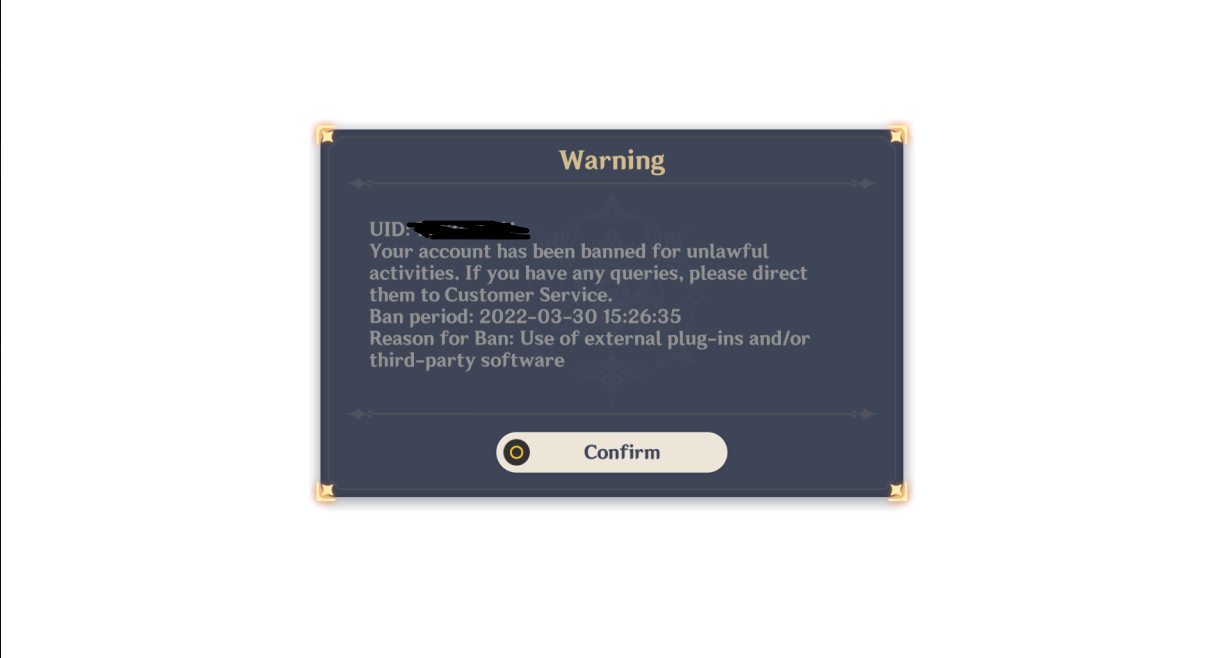 Warning
UID:
Your account has been banned for unlawful
activities. If you have any queries, please direct
them to Customer Service.
Ban period: 2022-03-30 15:26:35
Reason for Ban: Use of external plug-ins and/or
third-party software
Confirm